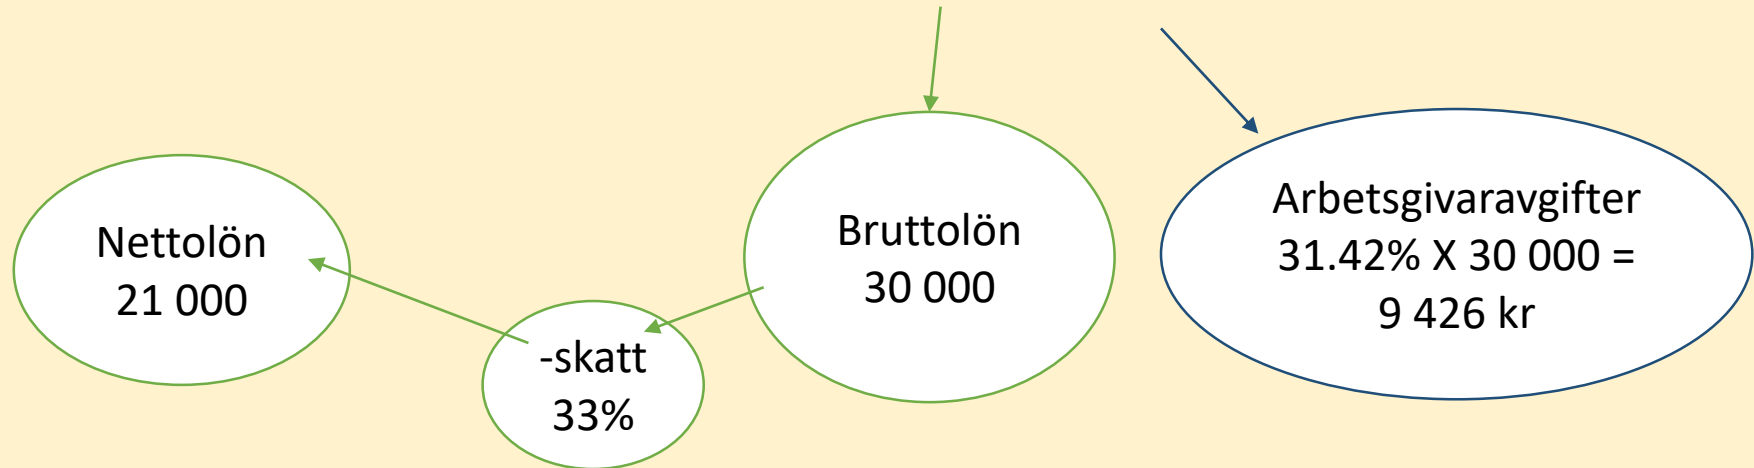 Nettolön
21 000
-skatt
33%
Bruttolön
30 000
Arbetsgivaravgifter
31.42% X 30 000 =
9 426 kr